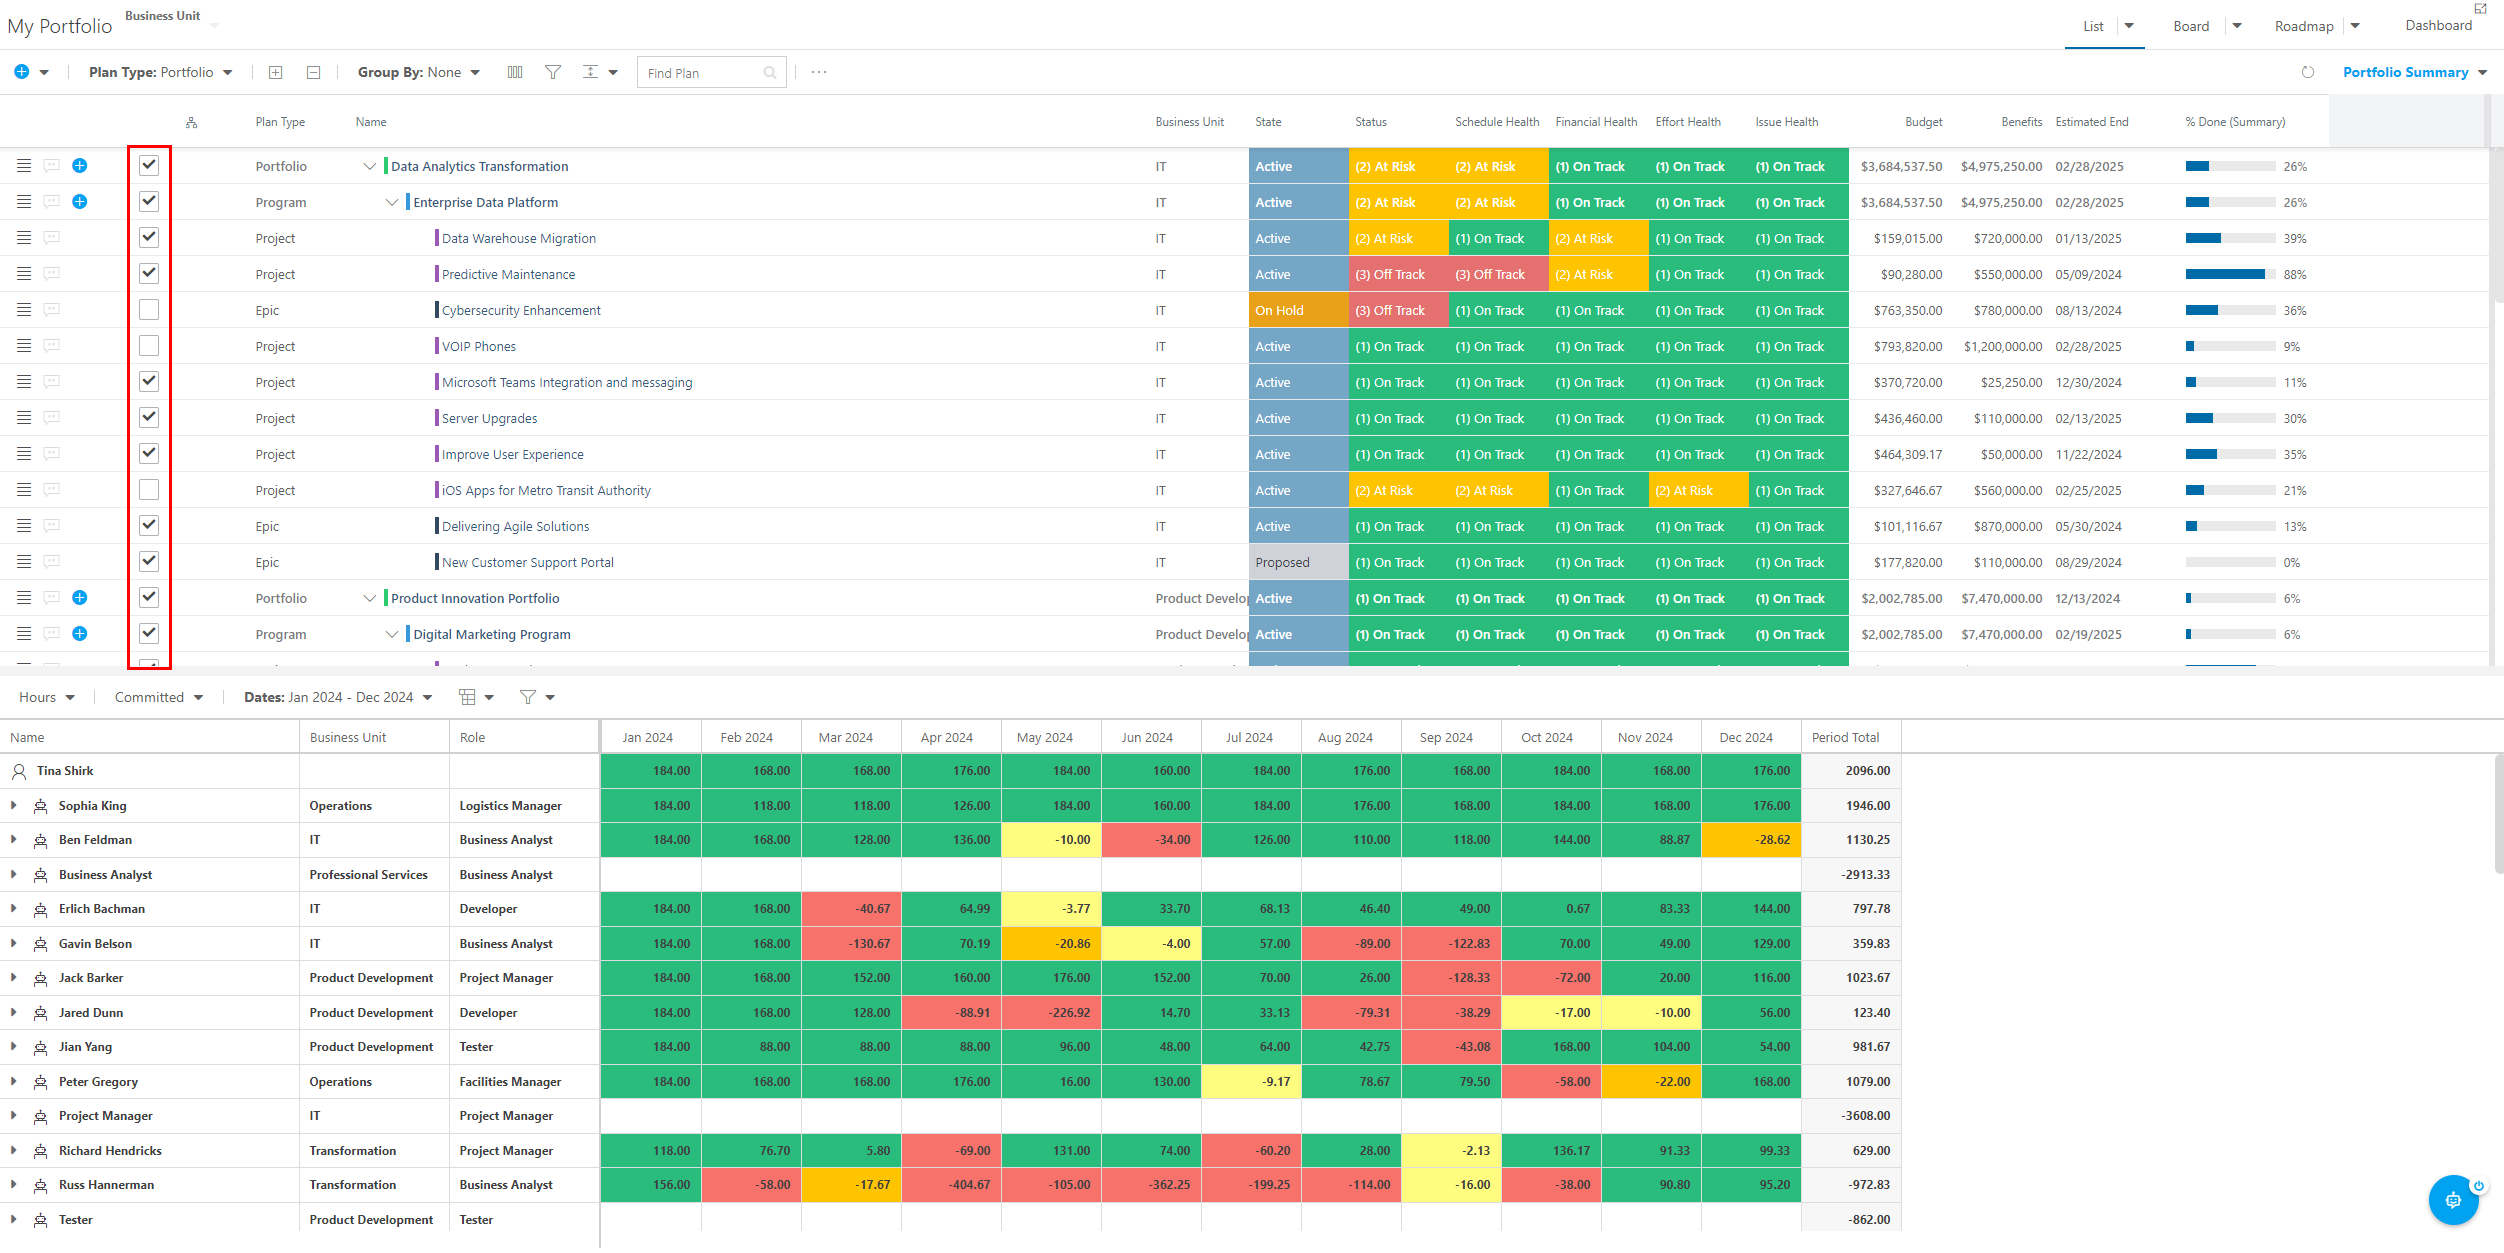 My Portfolio
Business Unit
List
Board
Roadmap
Dashboard
Plan Type: Portfolio
Group By: None
Find Plan
Portfolio Summary
Plan Type Name Business Unit State Status Schedule Health Financial Health Effort Health Issue Health Budget Benefits Estimated End % Done (Summary)
Portfolio Data Analytics Transformation IT Active (2) At Risk (2) At Risk (1) On Track (1) On Track (1) On Track $3,684,537.50 $4,975,250.00 02/28/2025 26%
Program Enterprise Data Platform IT Active (2) At Risk (2) At Risk (1) On Track (1) On Track (1) On Track $3,684,537.50 $4,975,250.00 02/28/2025 26%
Project Data Warehouse Migration IT Active (2) At Risk (1) On Track (2) At Risk (1) On Track (1) On Track $159,015.00 $720,000.00 01/13/2025 39%
Project Predictive Maintenance IT Active (3) Off Track (3) Off Track (2) At Risk (1) On Track (1) On Track $90,280.00 $550,000.00 05/09/2024 88%
Epic Cybersecurity Enhancement IT On Hold (3) Off Track (1) On Track (1) On Track (1) On Track (1) On Track $763,350.00 $780,000.00 08/13/2024 36%
Project VOIP Phones IT Active (1) On Track (1) On Track (1) On Track (1) On Track (1) On Track $793,820.00 $1,200,000.00 02/28/2025 9%
Project Microsoft Teams Integration and messaging IT Active (1) On Track (1) On Track (1) On Track (1) On Track (1) On Track $370,720.00 $25,250.00 12/30/2024 11%
Project Server Upgrades IT Active (1) On Track (1) On Track (1) On Track (1) On Track (1) On Track $436,460.00 $110,000.00 02/13/2025 30%
Project Improve User Experience IT Active (1) On Track (1) On Track (1) On Track (1) On Track (1) On Track $464,309.17 $50,000.00 11/22/2024 35%
Project iOS Apps for Metro Transit Authority IT Active (2) At Risk (2) At Risk (1) On Track (2) At Risk (1) On Track $327,646.67 $560,000.00 02/25/2025 21%
Epic Delivering Agile Solutions IT Active (1) On Track (1) On Track (1) On Track (1) On Track (1) On Track $101,116.67 $870,000.00 05/30/2024 13%
Epic New Customer Support Portal IT Proposed (1) On Track (1) On Track (1) On Track (1) On Track (1) On Track $177,820.00 $110,000.00 08/29/2024 0%
Portfolio Product Innovation Portfolio Product Develo Active (1) On Track (1) On Track (1) On Track (1) On Track (1) On Track $2,002,785.00 $7,470,000.00 12/13/2024 6%
Program Digital Marketing Program Product Develo Active (1) On Track (1) On Track (1) On Track (1) On Track (1) On Track $2,002,785.00 $7,470,000.00 02/19/2025 6%
Hours Committed Dates: Jan 2024 - Dec 2024
Name Business Unit Role Jan 2024 Feb 2024 Mar 2024 Apr 2024 May 2024 Jun 2024 Jul 2024 Aug 2024 Sep 2024 Oct 2024 Nov 2024 Dec 2024 Period Total
Tina Shirk 184.00 168.00 168.00 176.00 184.00 160.00 184.00 176.00 168.00 184.00 168.00 176.00 2096.00
Sophia King Operations Logistics Manager 184.00 118.00 118.00 126.00 184.00 160.00 184.00 176.00 168.00 184.00 168.00 176.00 1946.00
Ben Feldman IT Business Analyst 184.00 168.00 128.00 136.00 -10.00 -34.00 126.00 110.00 118.00 144.00 88.87 -28.62 1130.25
Business Analyst Professional Services Business Analyst -2913.33
Erlich Bachman IT Developer 184.00 168.00 -40.67 64.99 -3.77 33.70 68.13 46.40 49.00 0.67 83.33 144.00 797.78
Gavin Belson IT Business Analyst 184.00 168.00 -130.67 70.19 -20.86 -4.00 57.00 -89.00 -122.83 70.00 49.00 129.00 359.83
Jack Barker Product Development Project Manager 184.00 168.00 152.00 160.00 176.00 152.00 70.00 26.00 -128.33 -72.00 20.00 116.00 1023.67
Jared Dunn Product Development Developer 184.00 168.00 128.00 -88.91 -226.92 14.70 33.13 -79.31 -38.29 -17.00 -10.00 56.00 123.40
Jian Yang Product Development Tester 184.00 88.00 88.00 88.00 96.00 48.00 64.00 42.75 -43.08 168.00 104.00 54.00 981.67
Peter Gregory Operations Facilities Manager 184.00 168.00 168.00 176.00 16.00 130.00 -9.17 78.67 79.50 -58.00 -22.00 168.00 1079.00
Project Manager IT Project Manager -3608.00
Richard Hendricks Transformation Project Manager 118.00 76.70 5.80 -69.00 131.00 74.00 -60.20 28.00 -2.13 136.17 91.33 99.33 629.00
Russ Hannerman Transformation Business Analyst 156.00 -58.00 -17.67 -404.67 -105.00 -362.25 -199.25 -114.00 -16.00 -38.00 90.80 95.20 -972.83
Tester Product Development Tester -862.00